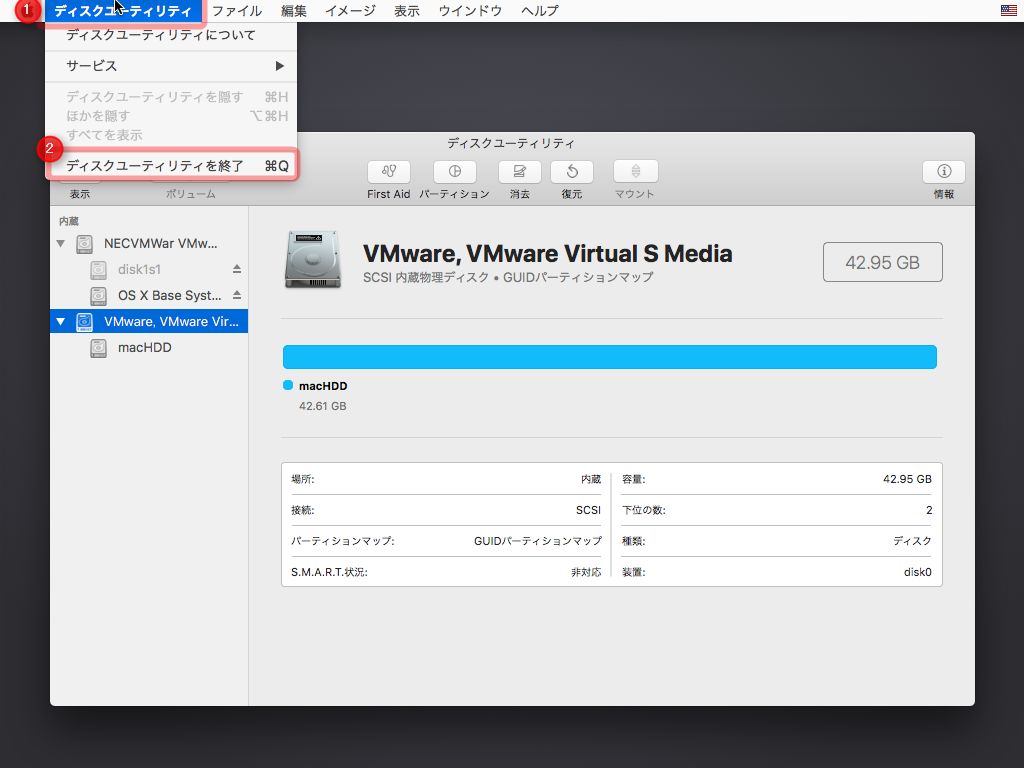 1 ディスクユーティリティ ファイル 編集 イメージ 表示 ウインドウ ヘルプ
ディスクユーティリティについて
サービス ▶
ディスクユーティリティを隠す ⌘H
ほかを隠す ⌥⌘H
すべてを表示
2 ディスクユーティリティを終了 ⌘Q
ディスクユーティリティ
表示 ボリューム First Aid パーティション 消去 復元 マウント 情報
内蔵
NECVMWar VMw...
disk1s1
OS X Base Syst...
VMware, VMware Vir...
macHDD
VMware, VMware Virtual S Media
SCSI 内蔵物理ディスク • GUIDパーティションマップ
42.95 GB
macHDD
42.61 GB
場所: 内蔵
接続: SCSI
パーティションマップ: GUIDパーティションマップ
S.M.A.R.T.状況: 非対応
容量: 42.95 GB
下位の数: 2
種類: ディスク
装置: disk0